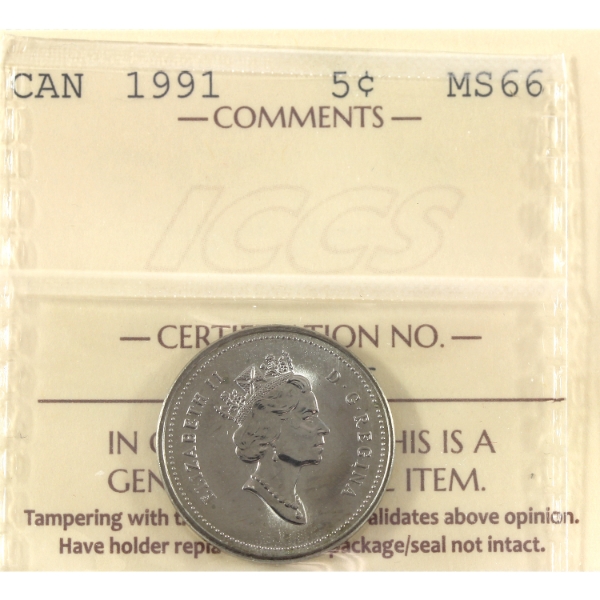 CAN 1991 5¢ MS66
—COMMENTS—
ICCS
—CERTIF TION NO.—
IN HIS IS A
GEN ITEM.
Tampering with t alidates above opinion.
Have holder repla ackage/seal not intact.
ELIZABETH II D·G·REGINA